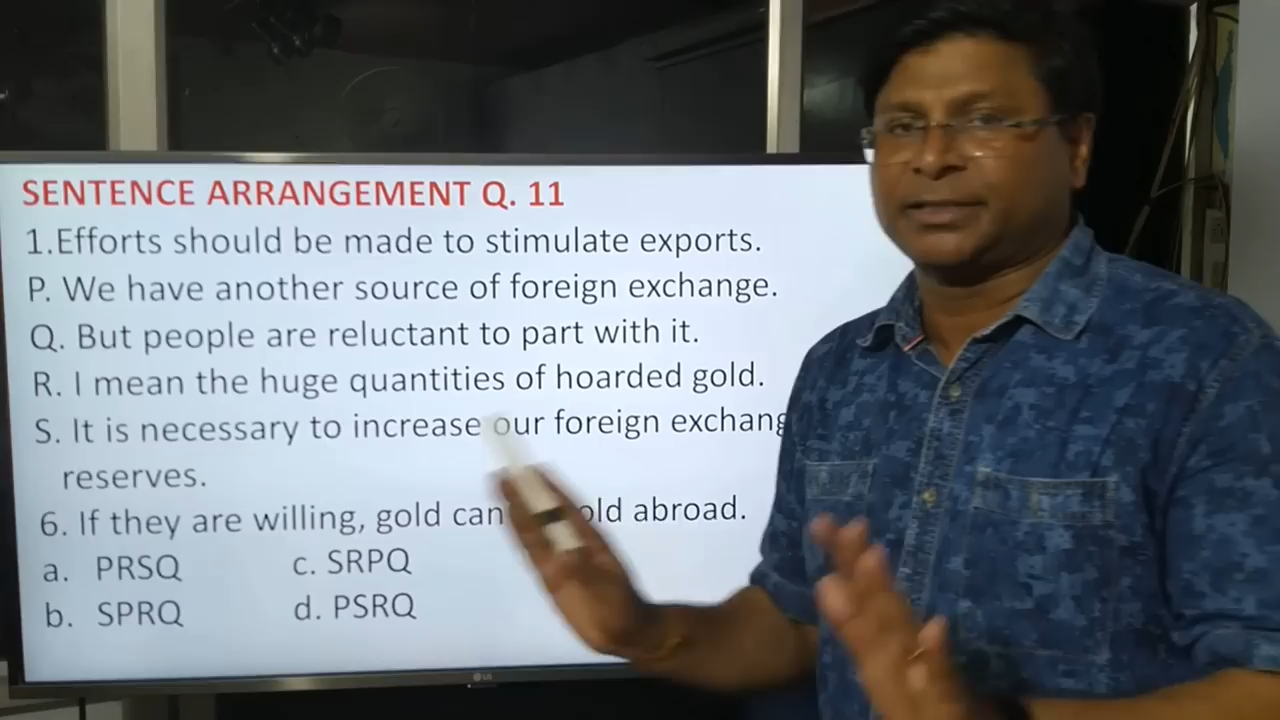 SENTENCE ARRANGEMENT Q. 11
1.Efforts should be made to stimulate exports.
P. We have another source of foreign exchange.
Q. But people are reluctant to part with it.
R. I mean the huge quantities of hoarded gold.
S. It is necessary to increase our foreign exchang
reserves.
6. If they are willing, gold can old abroad.
a. PRSQ c. SRPQ
b. SPRQ d. PSRQ
LG